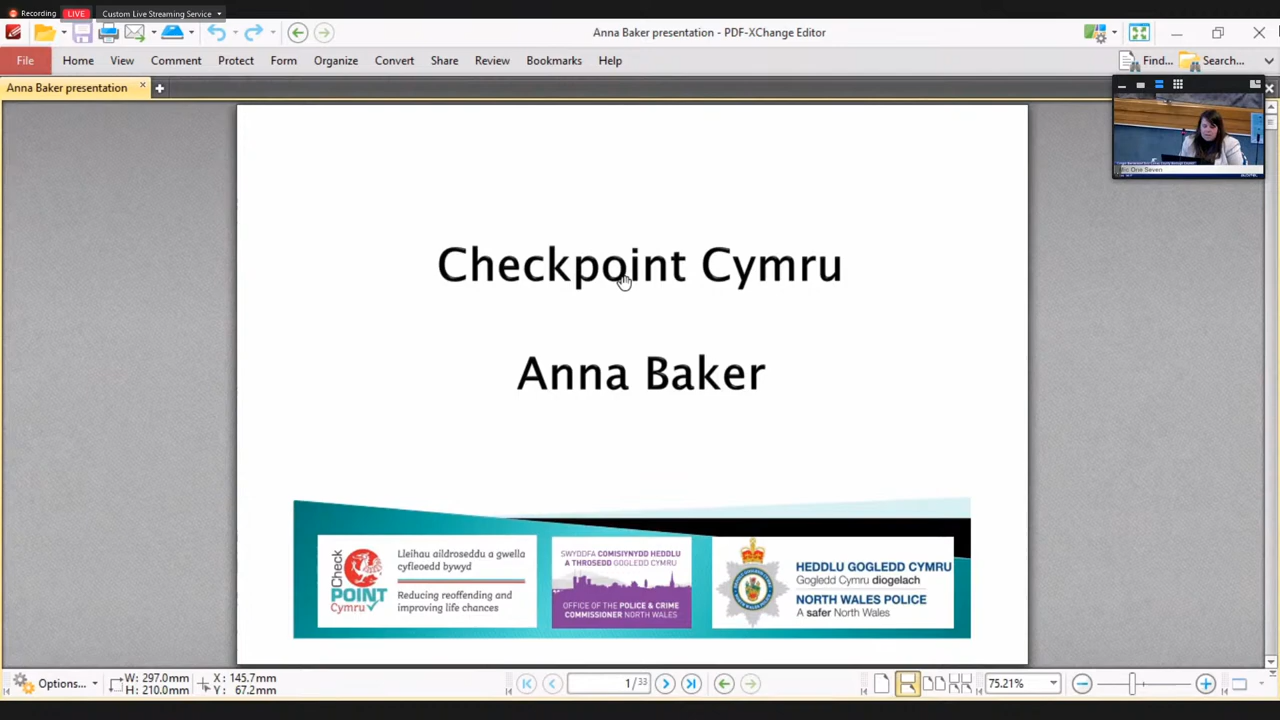 Recording
LIVE
Custom Live Streaming Service
Anna Baker presentation - PDF-XChange Editor
File Home View Comment Protect Form Organize Convert Share Review Bookmarks Help
Find... Search...
Anna Baker presentation
One Seven
Checkpoint Cymru
Anna Baker
Check
POINT
Cymru
Lleihau aildroseddu a gwella
cyfleoedd bywyd
Reducing reoffending and
improving life chances
SWYDDFA COMISIYNYDD HEDDLU
A THROSEDD GOGLEDD CYMRU
OFFICE OF THE POLICE & CRIME
COMMISSIONER NORTH WALES
HEDDLU GOGLEDD CYMRU
Gogledd Cymru diogelach
NORTH WALES POLICE
A safer North Wales
Options...
W: 297.0mm
H: 210.0mm
X: 145.7mm
Y: 67.2mm
1 / 33
75.21%